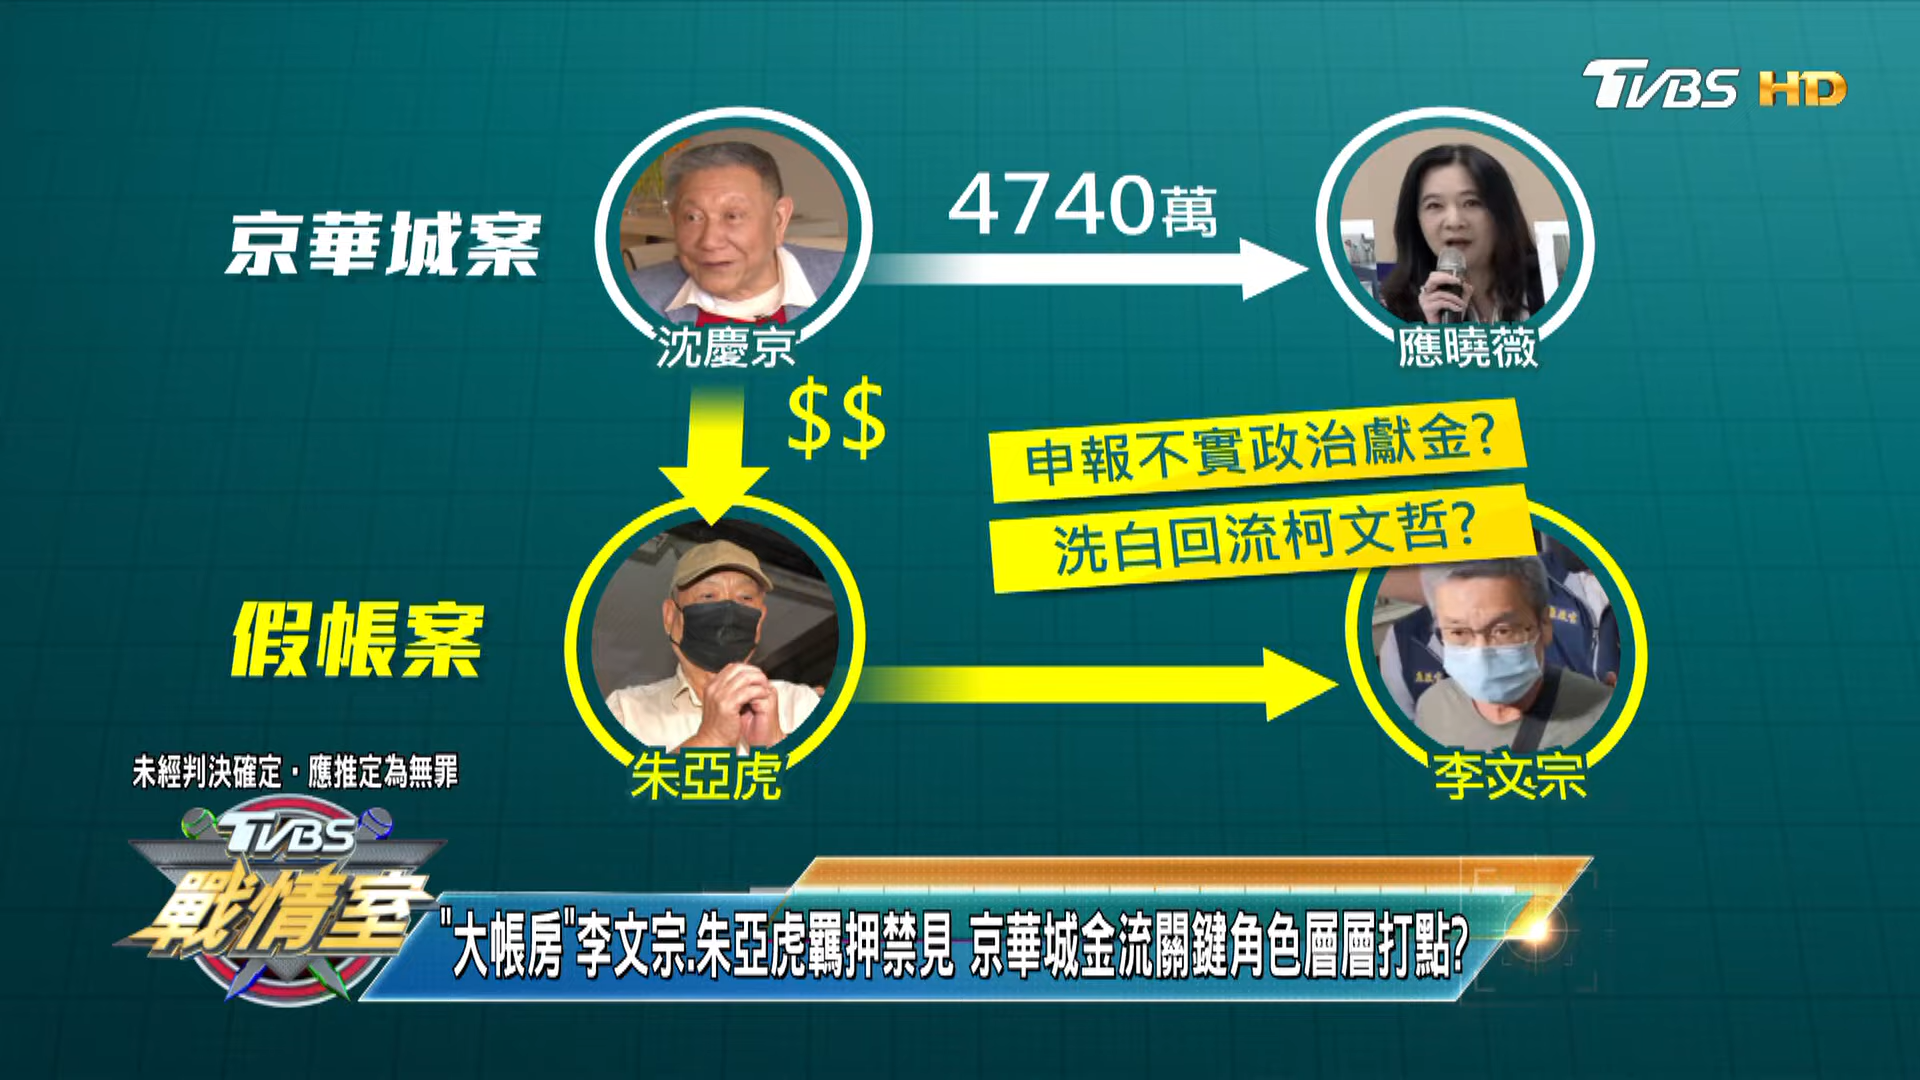 TVBS HD
京華城案
4740萬
沈慶京
應曉薇
$$
申報不實政治獻金?
洗白回流柯文哲?
假帳案
朱亞虎
李文宗
未經判決確定・應推定為無罪
TVBS
戰情室
"大帳房"李文宗.朱亞虎羈押禁見 京華城金流關鍵角色層層打點?